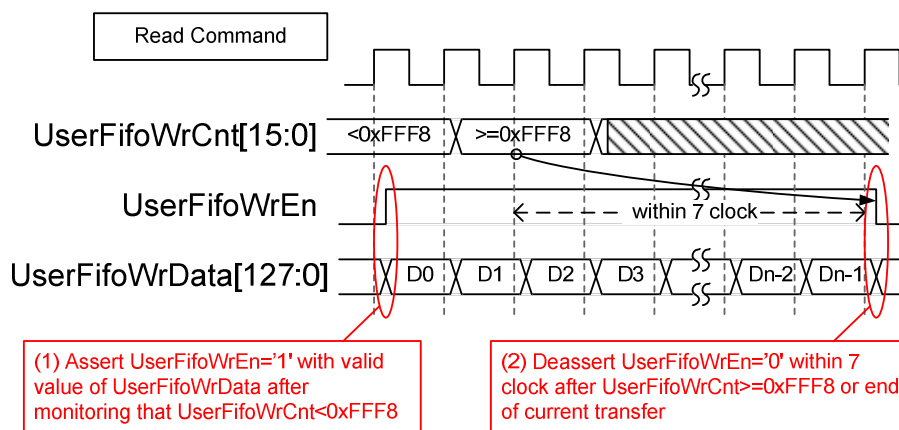 Read Command
UserFifoWrCnt[15:0]
<0xFFF8
>=0xFFF8
UserFifoWrEn
within 7 clock
UserFifoWrData[127:0]
D0
D1
D2
D3
Dn-2
Dn-1
(1) Assert UserFifoWrEn='1' with valid
value of UserFifoWrData after
monitoring that UserFifoWrCnt<0xFFF8
(2) Deassert UserFifoWrEn='0' within 7
clock after UserFifoWrCnt>=0xFFF8 or end
of current transfer